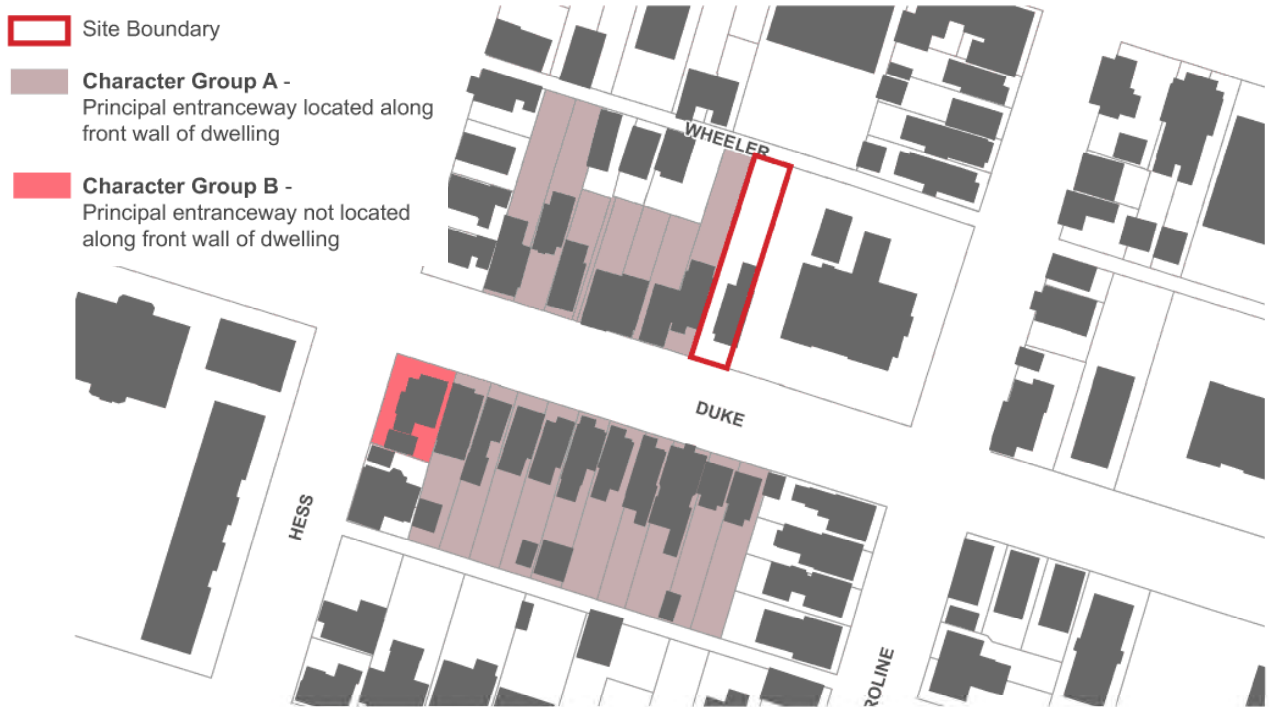 Site Boundary
Character Group A -
Principal entranceway located along
front wall of dwelling
Character Group B -
Principal entranceway not located
along front wall of dwelling
WHEELER
DUKE
HESS
ROLINE